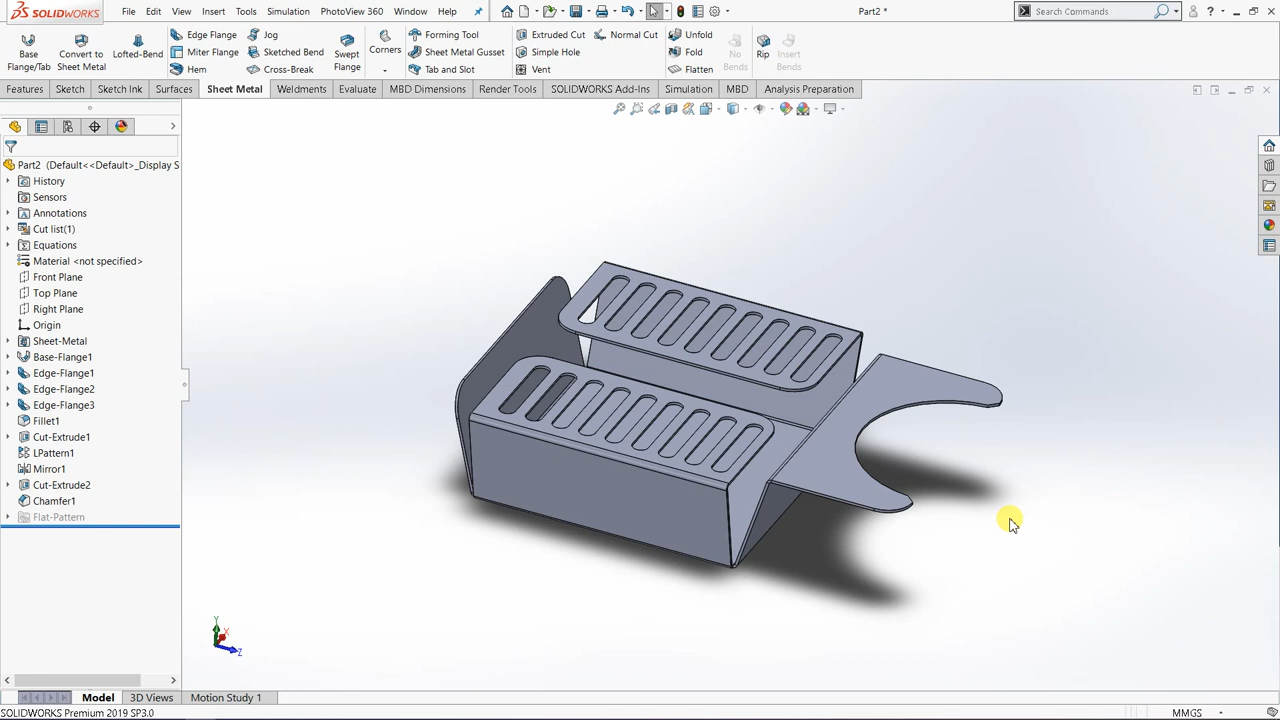 SOLIDWORKS File Edit View Insert Tools Simulation PhotoView 360 Window Help Part2 * Search Commands
Base Flange/Tab Convert to Sheet Metal Lofted-Bend Edge Flange Miter Flange Hem Jog Sketched Bend Cross-Break Swept Flange Corners Forming Tool Sheet Metal Gusset Tab and Slot Extruded Cut Simple Hole Vent Normal Cut Unfold Fold Flatten No Bends Rip Insert Bends
Features Sketch Sketch Ink Surfaces Sheet Metal Weldments Evaluate MBD Dimensions Render Tools SOLIDWORKS Add-Ins Simulation MBD Analysis Preparation
Part2 (Default<<Default>_Display S
History
Sensors
Annotations
Cut list(1)
Equations
Material <not specified>
Front Plane
Top Plane
Right Plane
Origin
Sheet-Metal
Base-Flange1
Edge-Flange1
Edge-Flange2
Edge-Flange3
Fillet1
Cut-Extrude1
LPattern1
Mirror1
Cut-Extrude2
Chamfer1
Flat-Pattern
Y
X
Z
Model 3D Views Motion Study 1
SOLIDWORKS Premium 2019 SP3.0 MMGS